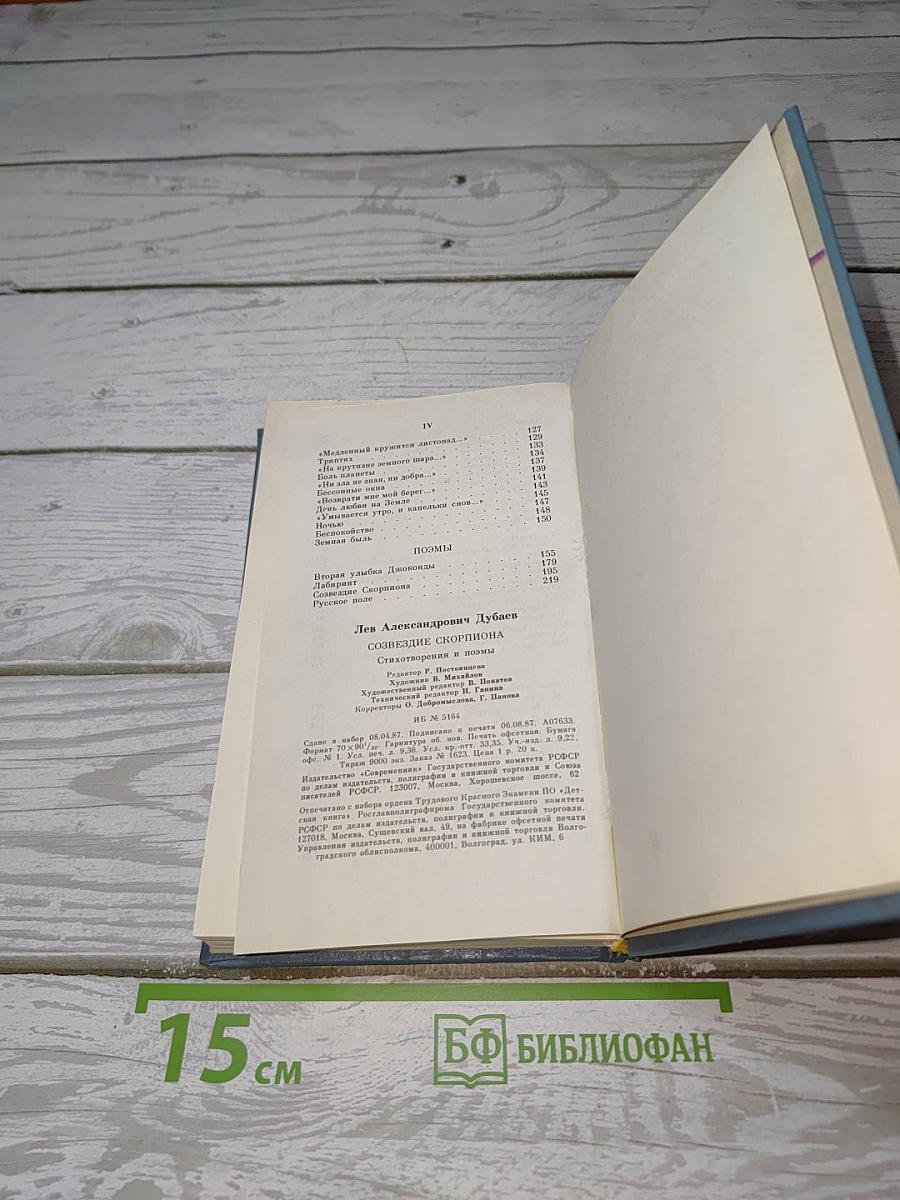 IV
«Медленный кружится листопад...» 127
Триптих 129
«На крутизне земного шара...» 133
Боль планеты 134
«Ни зла не зная, ни добра...» 137
Бессонные окна 139
«Возврати мне мой берег...» 141
День любви на Земле 143
«Умывается утро, и капельки снов...» 145
Ночью 147
Беспокойство 148
Земная быль 150
ПОЭМЫ
Вторая улыбка Джоконды 155
Лабиринт 179
Созвездие Скорпиона 195
Русское поле 219
Лев Александрович Дубаев
СОЗВЕЗДИЕ СКОРПИОНА
Стихотворения и поэмы
Редактор Р. Постоянцева
Художник В. Михайлов
Художественный редактор В. Покатов
Технический редактор Н. Ганина
Корректоры О. Добромыслова, Г. Панова
ИБ № 5164
Сдано в набор 08.04.87. Подписано к печати 06.08.87. А07633.
Формат 70×90¹/₃₂. Гарнитура об. нов. Печать офсетная. Бумага
офс. № 1. Усл. печ. л. 9,36. Усл. кр.-отт. 33,35. Уч.-изд. л. 9,22.
Тираж 9000 экз. Заказ № 1623. Цена 1 р. 20 к.
Издательство «Современник» Государственного комитета РСФСР
по делам издательств, полиграфии и книжной торговли и Союза
писателей РСФСР. 123007, Москва, Хорошевское шоссе, 62
Отпечатано с набора ордена Трудового Красного Знамени ПО «Дет-
ская книга» Росглавполиграфпрома Государственного комитета
РСФСР по делам издательств, полиграфии и книжной торговли.
127018, Москва, Сущевский вал, 49, на фабрике офсетной печати
Управления издательств, полиграфии и книжной торговли Волго-
градского облисполкома, 400001, Волгоград, ул. КИМ, 6
15 см
БФ БИБЛИОФАН